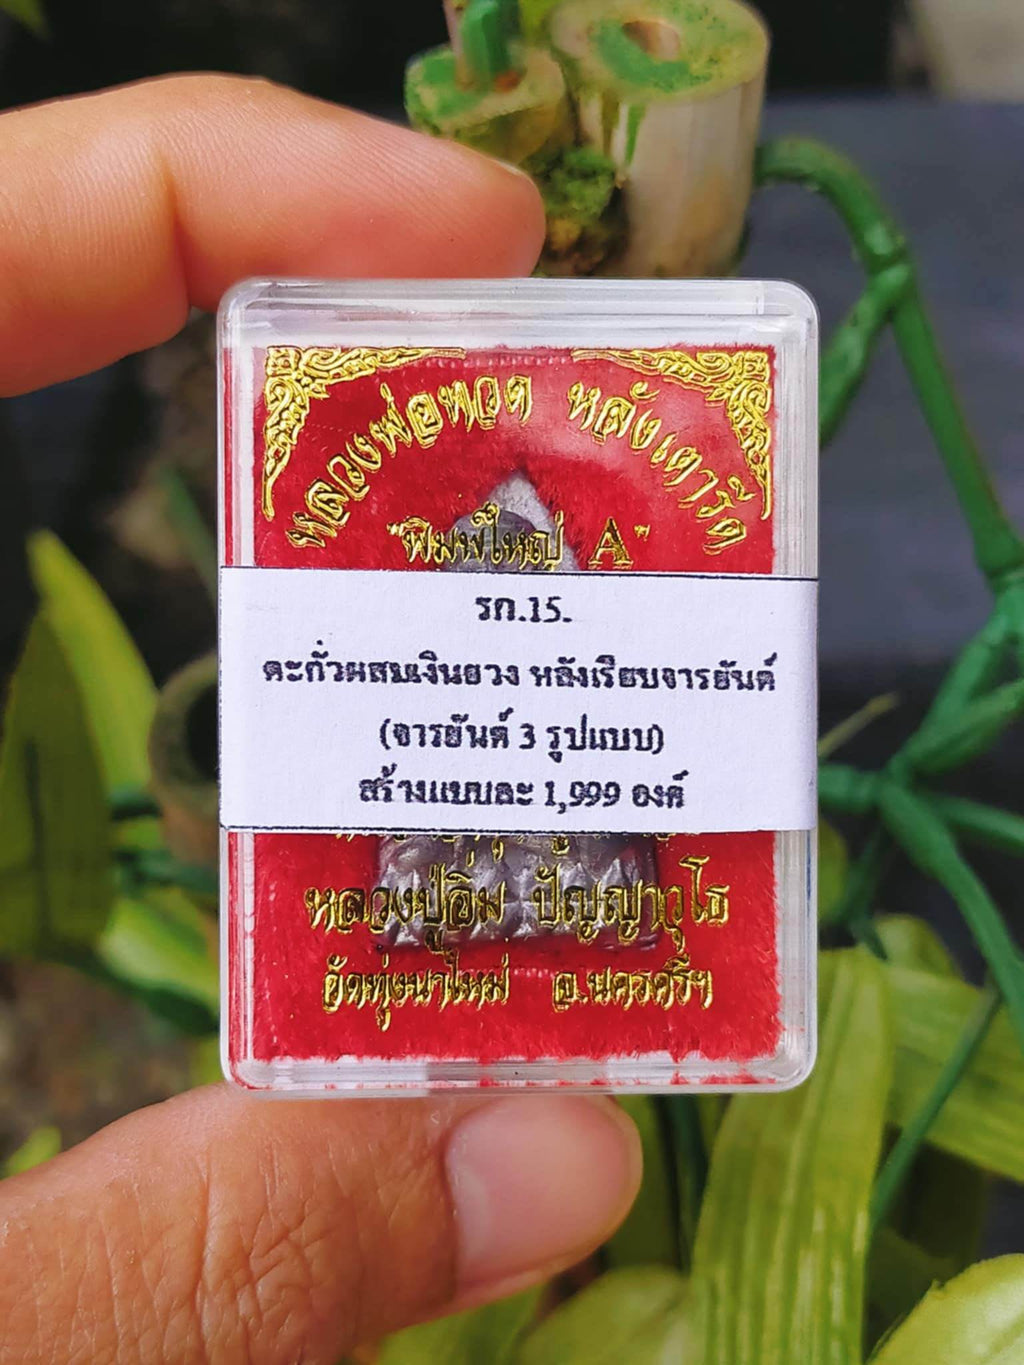 หลวงพ่อทวด หลังเตารีด
"พิมพ์ใหญ่ A"
รก.15.
ตะกั่วผสมเงินยวง หลังเรียบจารยันต์
(จารยันต์ 3 รูปแบบ)
สร้างแบบละ 1,999 องค์
หลวงปู่อิ่ม ปัญญาวุโธ
วัดทุ่งนาใหม่ จ.นครศรีฯ